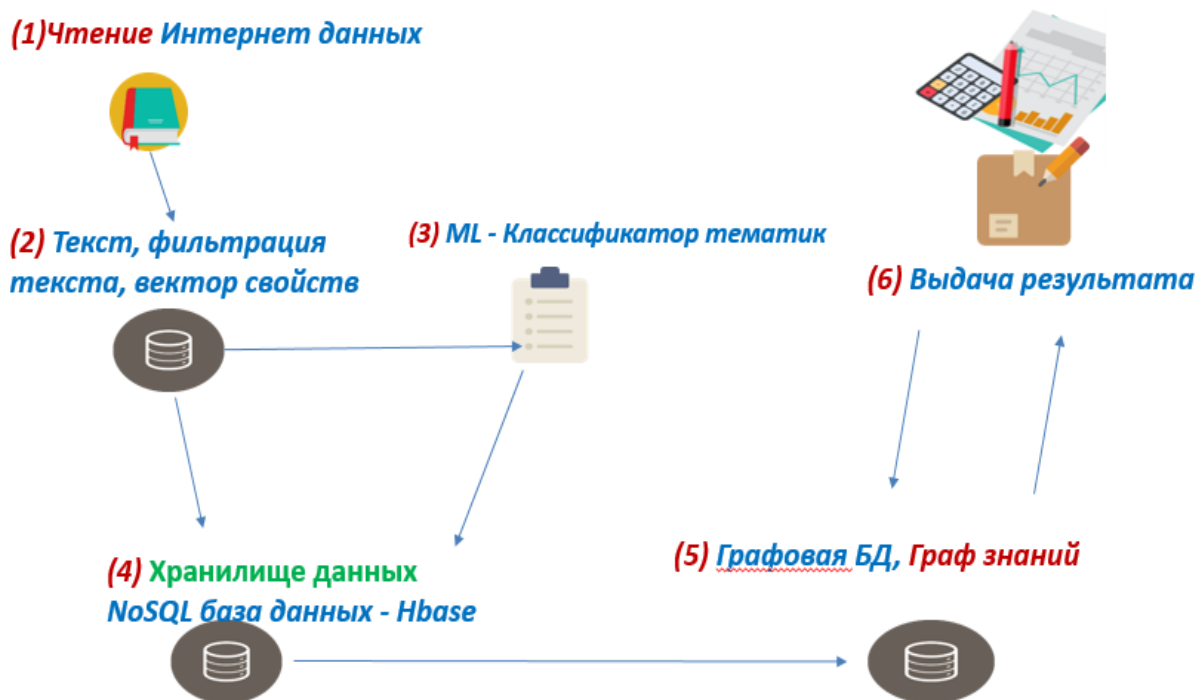 (1)Чтение Интернет данных
(2) Текст, фильтрация
текста, вектор свойств
(3) ML - Классификатор тематик
(6) Выдача результата
(4) Хранилище данных
NoSQL база данных - Hbase
(5) Графовая БД, Граф знаний